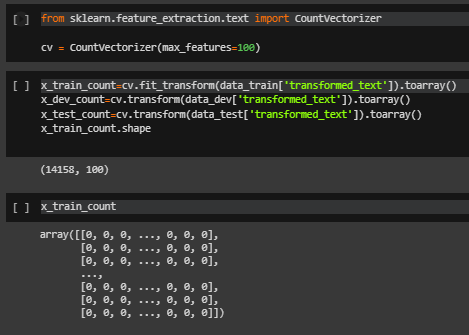 [ ] from sklearn.feature_extraction.text import CountVectorizer
cv = CountVectorizer(max_features=100)
[ ] x_train_count=cv.fit_transform(data_train['transformed_text']).toarray()
x_dev_count=cv.transform(data_dev['transformed_text']).toarray()
x_test_count=cv.transform(data_test['transformed_text']).toarray()
x_train_count.shape
(14158, 100)
[ ] x_train_count
array([[0, 0, 0, ..., 0, 0, 0],
[0, 0, 0, ..., 0, 0, 0],
[0, 0, 0, ..., 0, 0, 0],
...,
[0, 0, 0, ..., 0, 0, 0],
[0, 0, 0, ..., 0, 0, 0],
[0, 0, 0, ..., 0, 0, 0]])